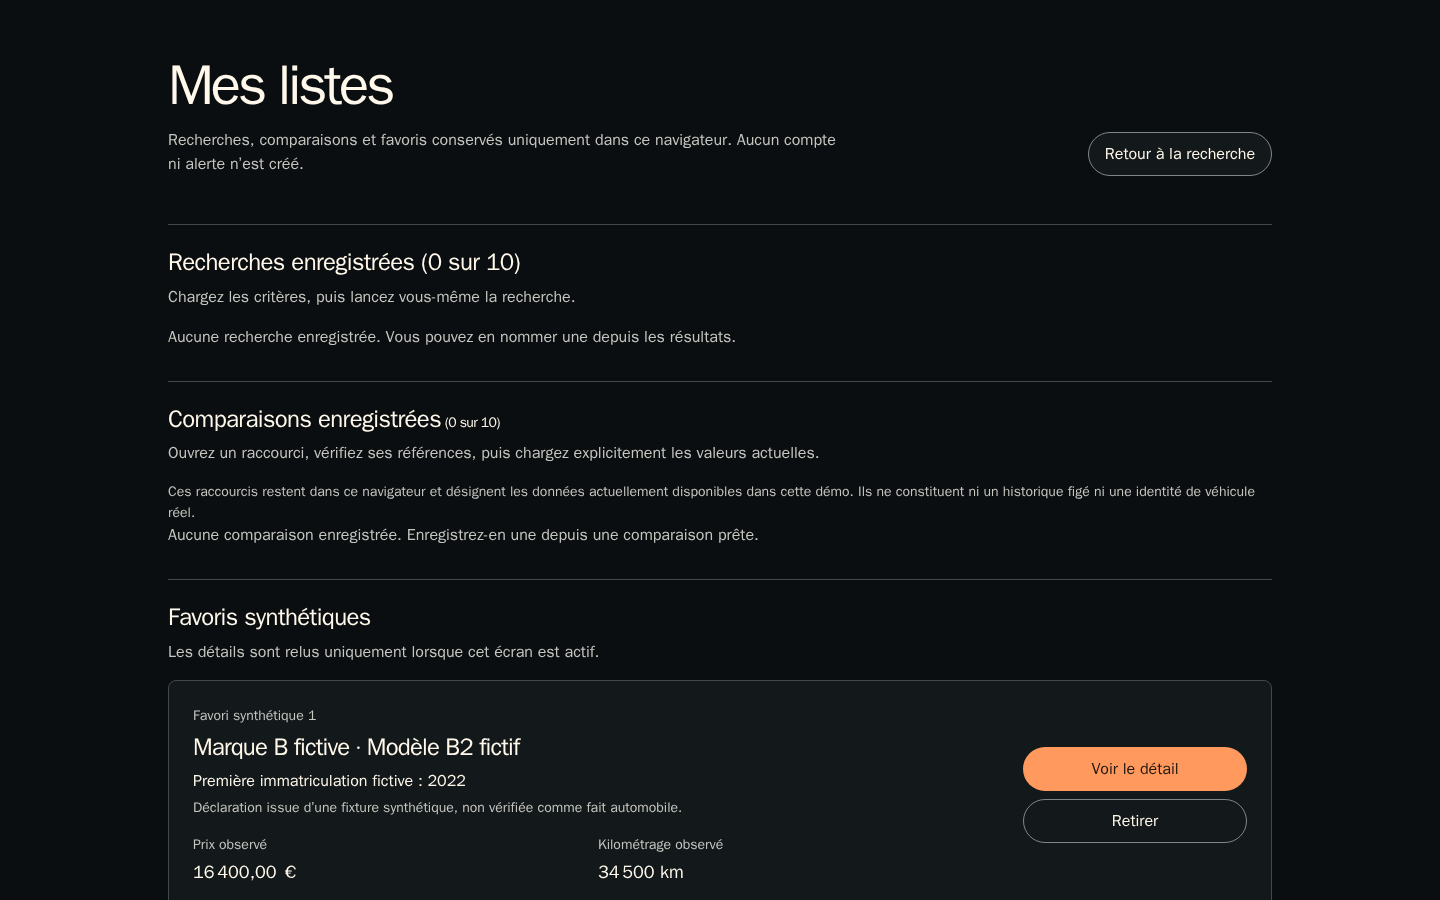 Mes listes
Recherches, comparaisons et favoris conservés uniquement dans ce navigateur. Aucun compte
ni alerte n’est créé.
Retour à la recherche
Recherches enregistrées (0 sur 10)
Chargez les critères, puis lancez vous-même la recherche.
Aucune recherche enregistrée. Vous pouvez en nommer une depuis les résultats.
Comparaisons enregistrées (0 sur 10)
Ouvrez un raccourci, vérifiez ses références, puis chargez explicitement les valeurs actuelles.
Ces raccourcis restent dans ce navigateur et désignent les données actuellement disponibles dans cette démo. Ils ne constituent ni un historique figé ni une identité de véhicule
réel.
Aucune comparaison enregistrée. Enregistrez-en une depuis une comparaison prête.
Favoris synthétiques
Les détails sont relus uniquement lorsque cet écran est actif.
Favori synthétique 1
Marque B fictive · Modèle B2 fictif
Première immatriculation fictive : 2022
Déclaration issue d’une fixture synthétique, non vérifiée comme fait automobile.
Voir le détail
Retirer
Prix observé
16 400,00 €
Kilométrage observé
34 500 km